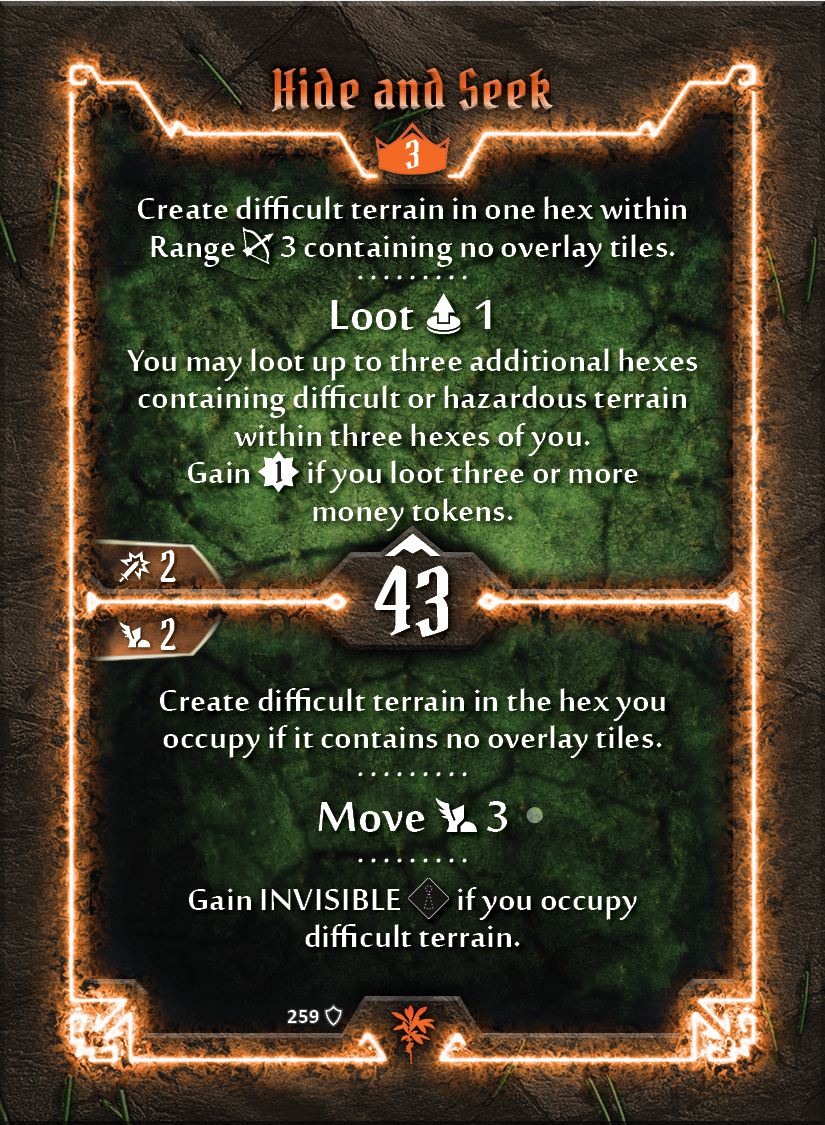 Hide and Seek
3
Create difficult terrain in one hex within
Range 3 containing no overlay tiles.
Loot 1
You may loot up to three additional hexes
containing difficult or hazardous terrain
within three hexes of you.
Gain 1 if you loot three or more
money tokens.
2
43
2
Create difficult terrain in the hex you
occupy if it contains no overlay tiles.
Move 3
Gain INVISIBLE if you occupy
difficult terrain.
259